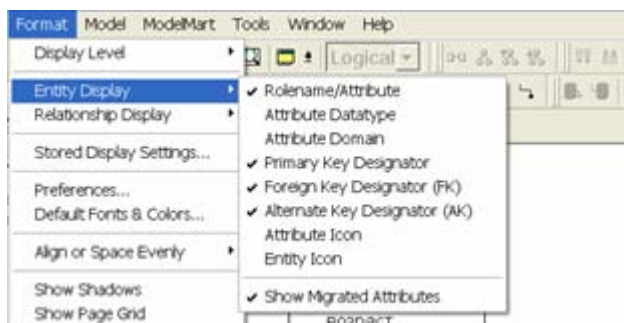 Format Model ModelMart Tools Window Help
Display Level
Logical
Entity Display
Relationship Display
Stored Display Settings...
Preferences...
Default Fonts & Colors...
Align or Space Evenly
Show Shadows
Show Page Grid
Rolename/Attribute
Attribute Datatype
Attribute Domain
Primary Key Designator
Foreign Key Designator (FK)
Alternate Key Designator (AK)
Attribute Icon
Entity Icon
Show Migrated Attributes
Возраст